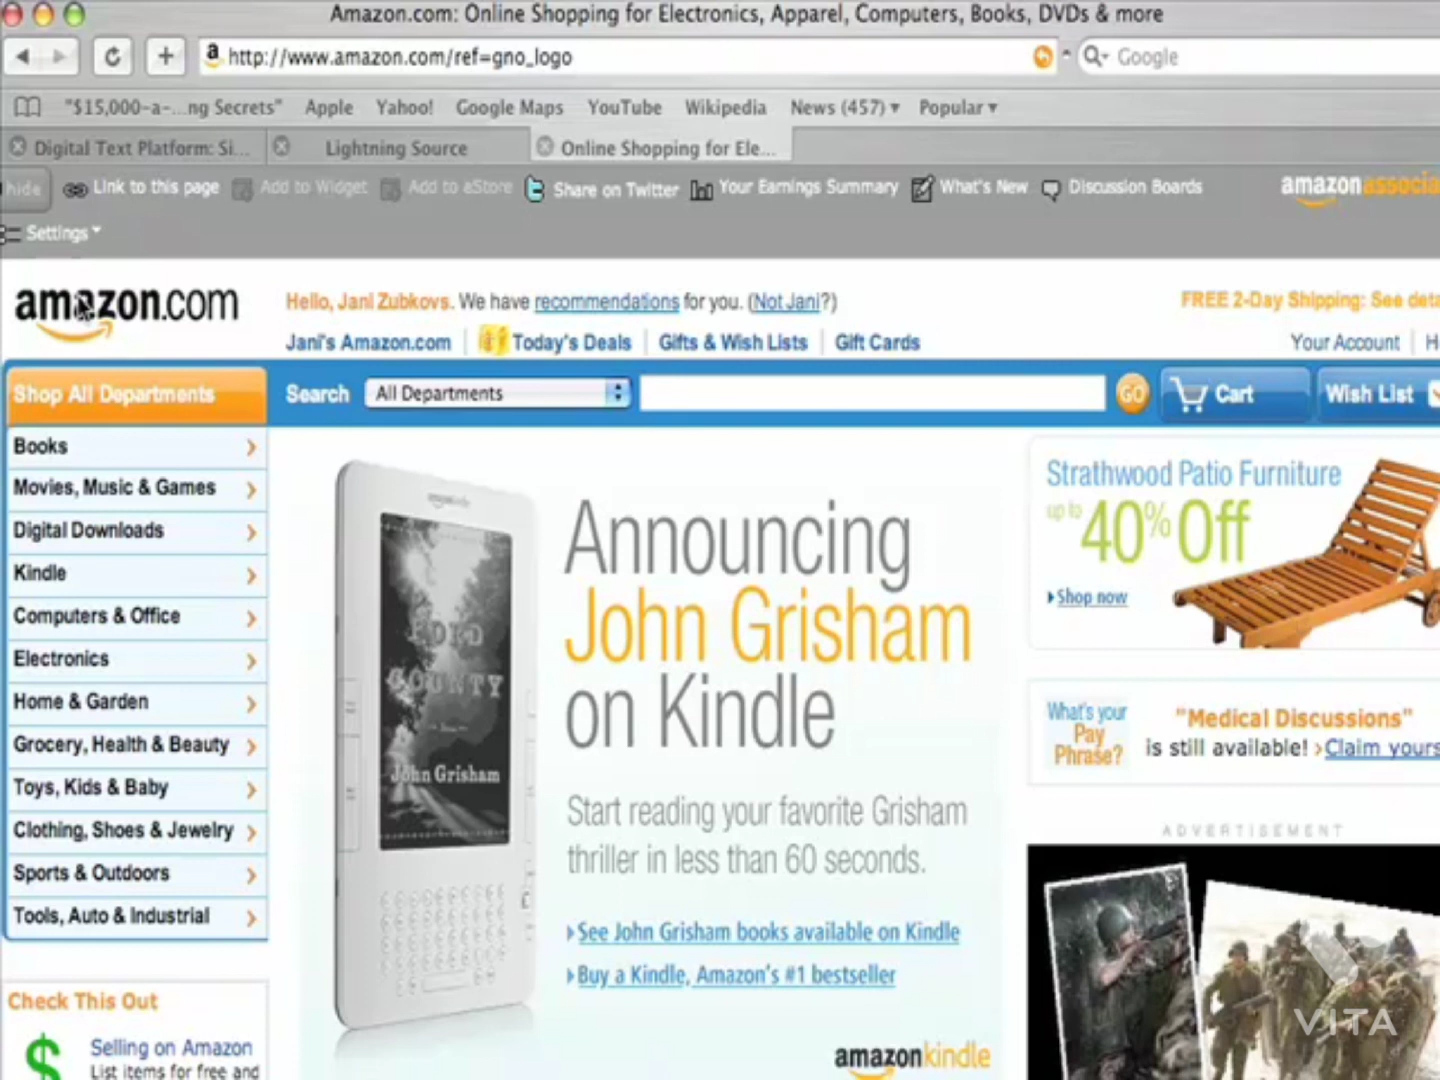 Amazon.com: Online Shopping for Electronics, Apparel, Computers, Books, DVDs & more
http://www.amazon.com/ref=gno_logo
Google
"$15,000-a-...ng Secrets" Apple Yahoo! Google Maps YouTube Wikipedia News (457) Popular
Digital Text Platform: Si... Lightning Source Online Shopping for Ele...
hide Link to this page Add to Widget Add to aStore Share on Twitter Your Earnings Summary What's New Discussion Boards amazon
Settings
amazon.com
Hello, Jani Zubkovs. We have recommendations for you. (Not Jani?)
FREE 2-Day Shipping: See
Jani's Amazon.com Today's Deals Gifts & Wish Lists Gift Cards
Your Account
Shop All Departments
Search All Departments GO Cart Wish List
Books
Movies, Music & Games
Digital Downloads
Kindle
Computers & Office
Electronics
Home & Garden
Grocery, Health & Beauty
Toys, Kids & Baby
Clothing, Shoes & Jewelry
Sports & Outdoors
Tools, Auto & Industrial
Check This Out
$
Selling on Amazon
List items for free and
FORD
COUNTY
John Grisham
Announcing
John Grisham
on Kindle
Start reading your favorite Grisham
thriller in less than 60 seconds.
See John Grisham books available on Kindle
Buy a Kindle, Amazon's #1 bestseller
amazonkindle
Strathwood Patio Furniture
up to 40% Off
Shop now
What's your
Pay
Phrase?
"Medical Discussions"
is still available! Claim yours
ADVERTISEMENT
VITA